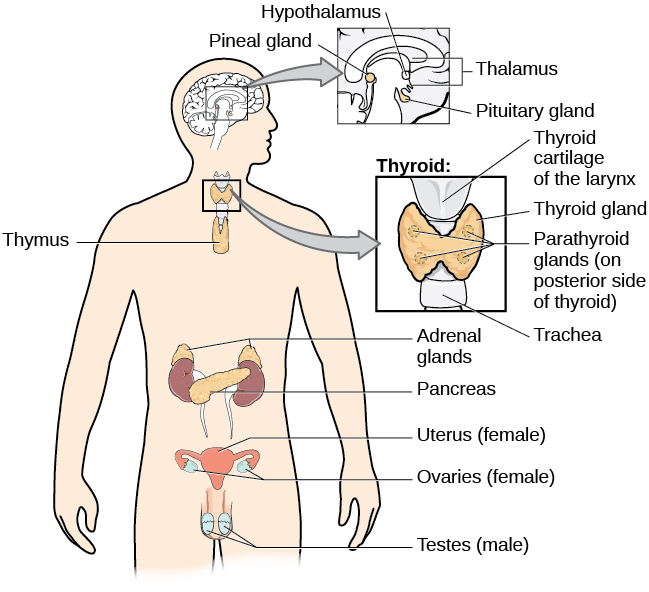 Hypothalamus
Pineal gland
Thalamus
Pituitary gland
Thyroid:
Thyroid
cartilage
of the larynx
Thyroid gland
Parathyroid
glands (on
posterior side
of thyroid)
Trachea
Thymus
Adrenal
glands
Pancreas
Uterus (female)
Ovaries (female)
Testes (male)